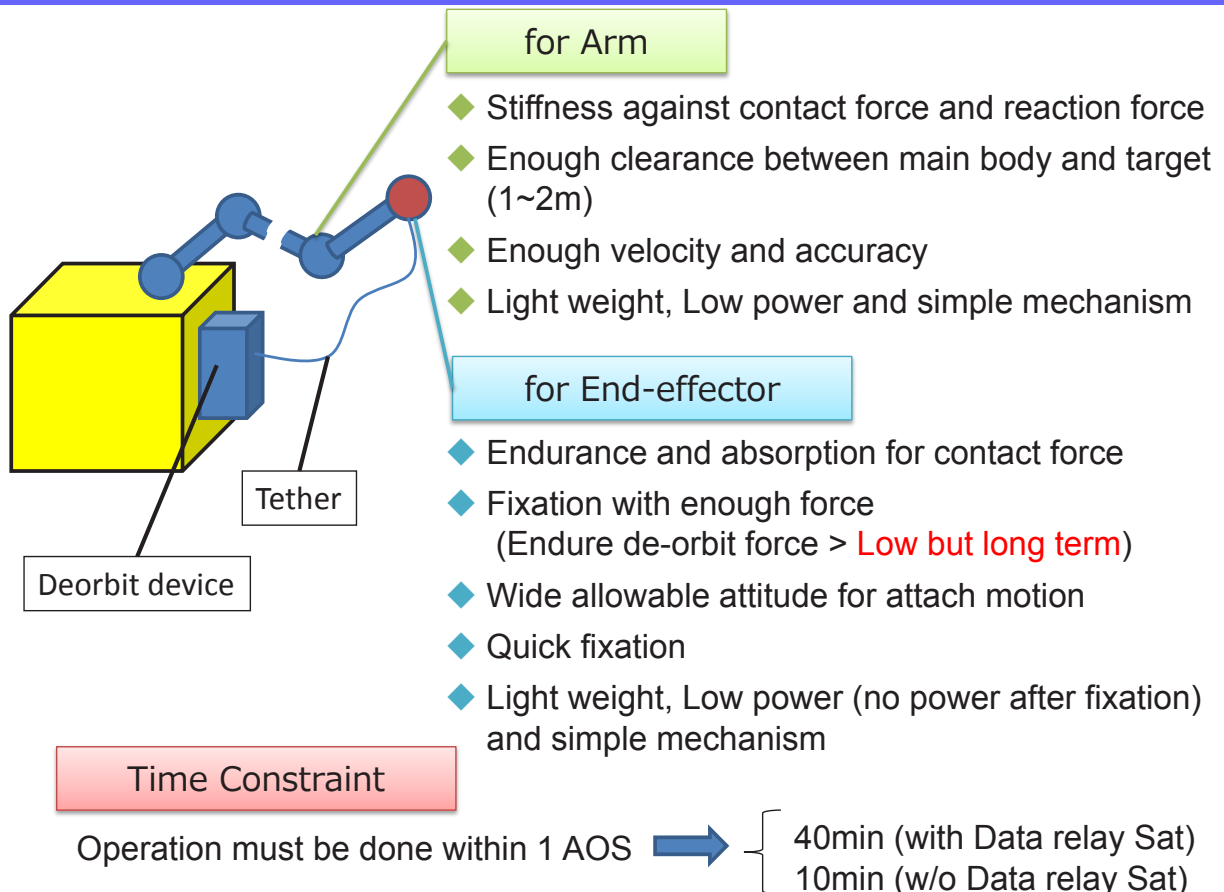 for Arm
Stiffness against contact force and reaction force
Enough clearance between main body and target
(1~2m)
Enough velocity and accuracy
Light weight, Low power and simple mechanism
for End-effector
Endurance and absorption for contact force
Fixation with enough force
(Endure de-orbit force > Low but long term)
Wide allowable attitude for attach motion
Quick fixation
Light weight, Low power (no power after fixation)
and simple mechanism
Tether
Deorbit device
Time Constraint
Operation must be done within 1 AOS
40min (with Data relay Sat)
10min (w/o Data relay Sat)